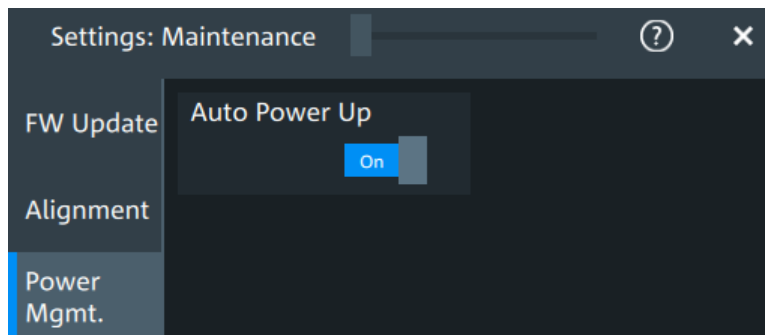 Settings: Maintenance ?
FW Update
Auto Power Up
On
Alignment
Power
Mgmt.